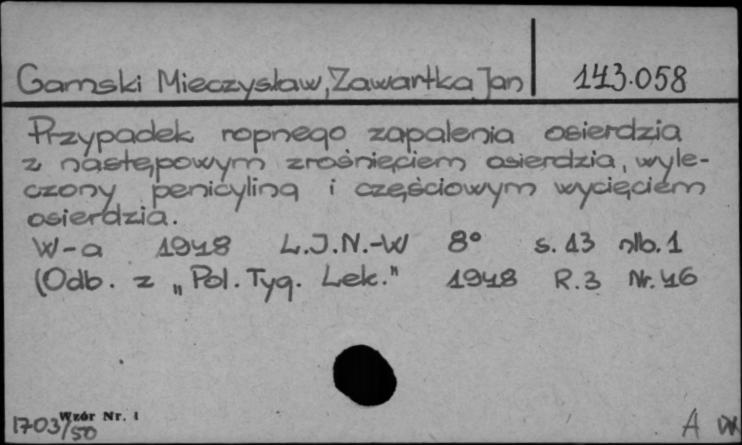 Gamski Mieczysław, Zawartka Jan 143.058
Przypadek ropnego zapalenia osierdzia
z następowym zrośnięciem osierdzia, wyle-
czony penicyliną i częściowym wycięciem
osierdzia.
W-a 1948 L.J.N.-W 8° s. 13 nlb. 1
(Odb. z „Pol. Tyg. Lek." 1948 R. 3 Nr. 46
Wzór Nr. 1
1703/50 A